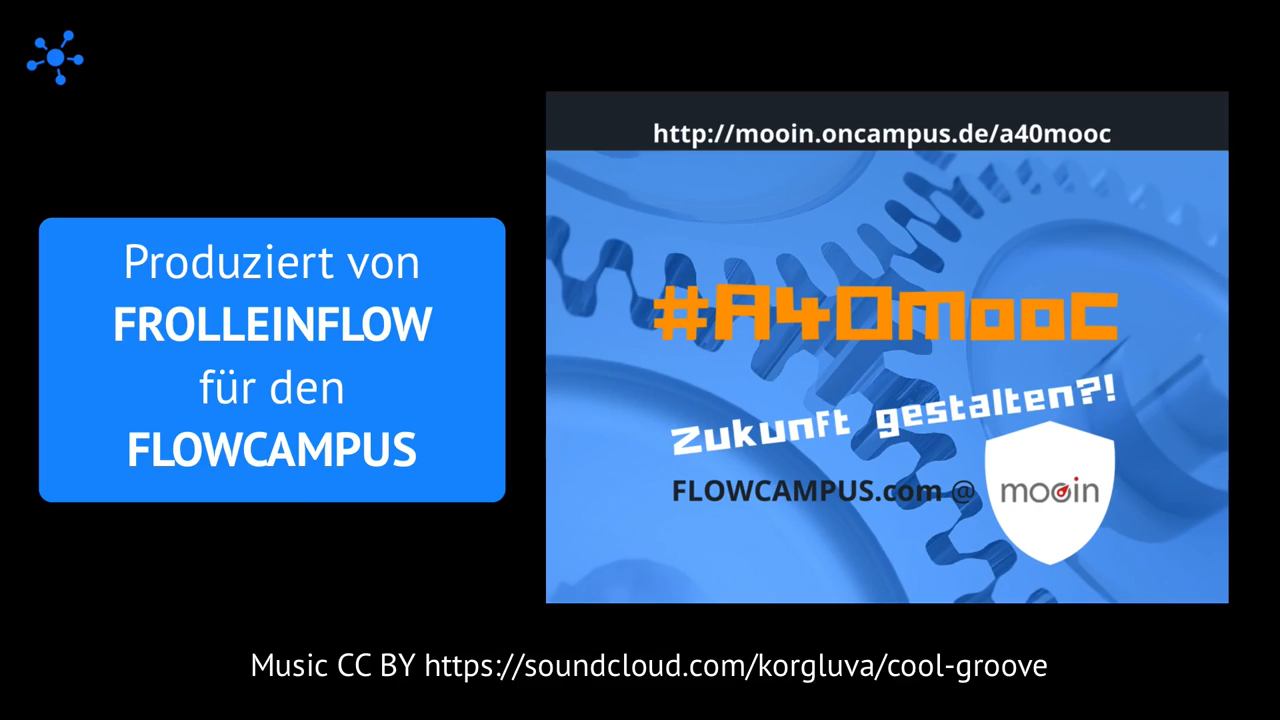 Produziert von
FROLLEINFLOW
für den
FLOWCAMPUS
http://mooin.oncampus.de/a40mooc
#A40Mooc
Zukunft gestalten?!
FLOWCAMPUS.com @
mooin
Music CC BY https://soundcloud.com/korgluva/cool-groove